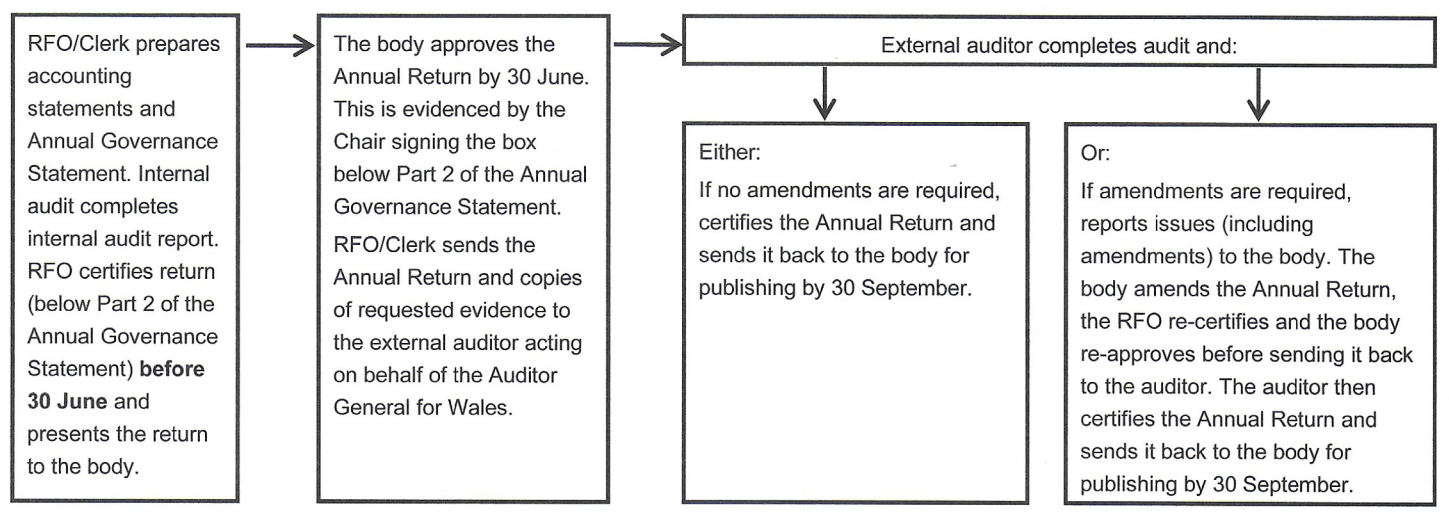 RFO/Clerk prepares
accounting
statements and
Annual Governance
Statement. Internal
audit completes
internal audit report.
RFO certifies return
(below Part 2 of the
Annual Governance
Statement) before
30 June and
presents the return
to the body.
The body approves the
Annual Return by 30 June.
This is evidenced by the
Chair signing the box
below Part 2 of the Annual
Governance Statement.
RFO/Clerk sends the
Annual Return and copies
of requested evidence to
the external auditor acting
on behalf of the Auditor
General for Wales.
External auditor completes audit and:
Either:
If no amendments are required,
certifies the Annual Return and
sends it back to the body for
publishing by 30 September.
Or:
If amendments are required,
reports issues (including
amendments) to the body. The
body amends the Annual Return,
the RFO re-certifies and the body
re-approves before sending it back
to the auditor. The auditor then
certifies the Annual Return and
sends it back to the body for
publishing by 30 September.